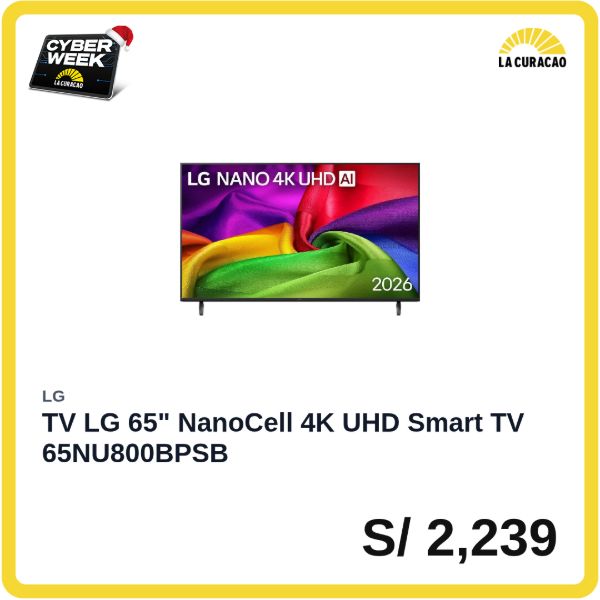 CYBER
WEEK
LA CURACAO
LA CURACAO
LG NANO 4K UHD AI
2026
LG
TV LG 65" NanoCell 4K UHD Smart TV
65NU800BPSB
S/ 2,239